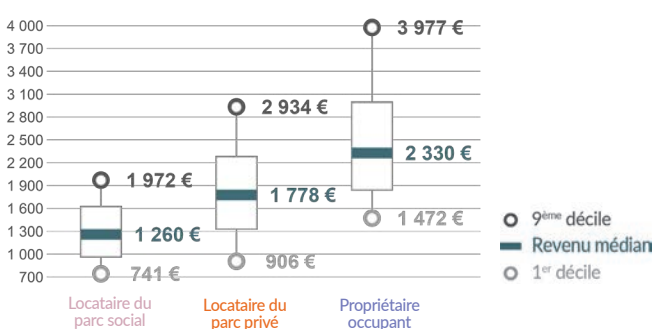 4 000
3 977 €
3 700
3 400
3 100
2 934 €
2 800
2 500
2 330 €
2 200
1 972 €
1 900
1 778 €
1 600
1 472 €
9ème décile
1 300
1 260 €
Revenu médian
1 000
906 €
1er décile
700
741 €
Locataire du
parc social
Locataire du
parc privé
Propriétaire
occupant